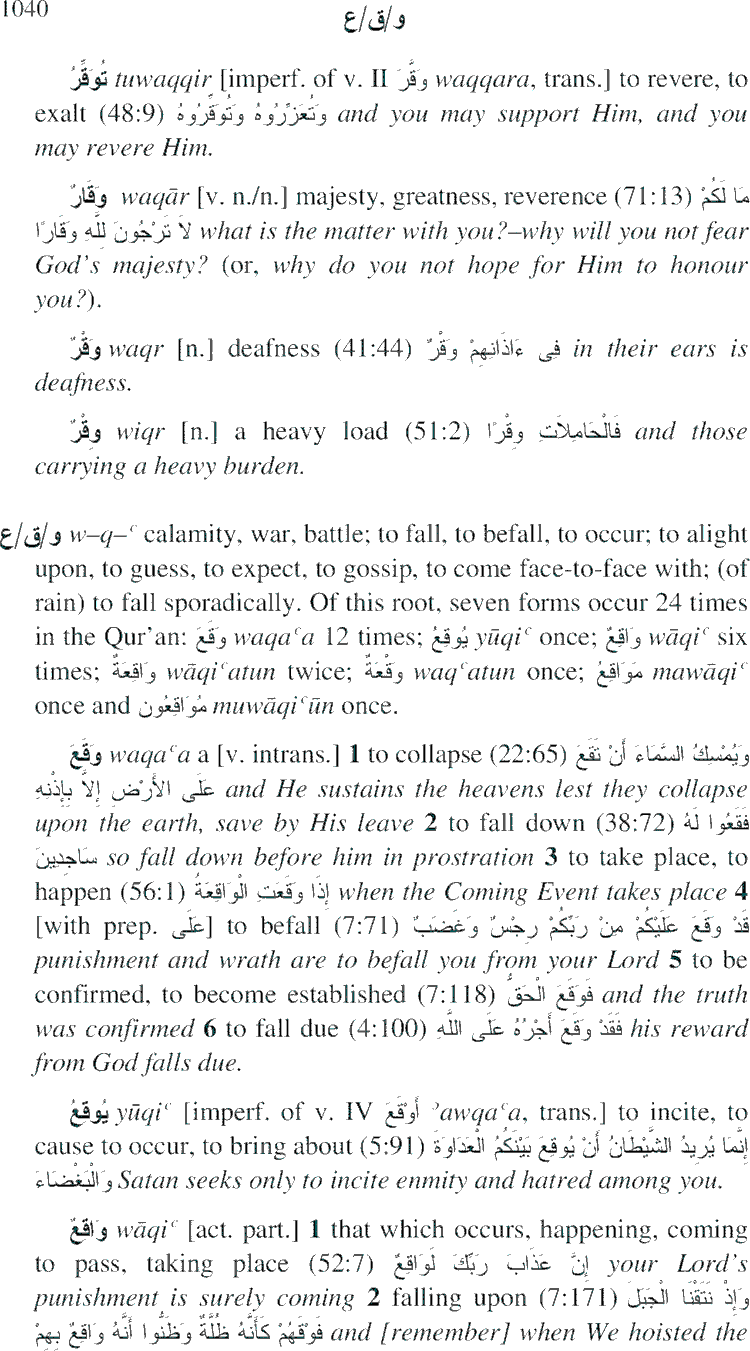 1040
و/ق/ع
تُوَقِّرُ tuwaqqir [imperf. of v. II وَقَّرَ waqqara, trans.] to revere, to
exalt (48:9) وَتُعَزِّرُوهُ وَتُوَقِّرُوهُ and you may support Him, and you
may revere Him.
وَقَارٌ waqār [v. n./n.] majesty, greatness, reverence (71:13) مَا لَكُمْ
لاَ تَرْجُونَ لِلَّهِ وَقَارًا what is the matter with you?–why will you not fear
God’s majesty? (or, why do you not hope for Him to honour
you?).
وَقْرٌ waqr [n.] deafness (41:44) فِى ءَاذَانِهِمْ وَقْرٌ in their ears is
deafness.
وِقْرٌ wiqr [n.] a heavy load (51:2) فَالْحَامِلاَتِ وِقْرًا and those
carrying a heavy burden.
و/ق/ع w–q–ʿ calamity, war, battle; to fall, to befall, to occur; to alight
upon, to guess, to expect, to gossip, to come face-to-face with; (of
rain) to fall sporadically. Of this root, seven forms occur 24 times
in the Qur’an: وَقَعَ waqaʿa 12 times; يُوقِعُ yūqiʿ once; وَاقِعٌ wāqiʿ six
times; وَاقِعَةٌ wāqiʿatun twice; وَقْعَةٌ waqʿatun once; مَوَاقِعُ mawāqiʿ
once and مُوَاقِعُون muwāqiʿūn once.
وَقَعَ waqaʿa a [v. intrans.] 1 to collapse (22:65) وَيُمْسِكُ السَّمَاءَ أَنْ تَقَعَ
عَلَى الأَرْضِ إِلاَّ بِإِذْنِهِ and He sustains the heavens lest they collapse
upon the earth, save by His leave 2 to fall down (38:72) فَقَعُوا لَهُ
سَاجِدِينَ so fall down before him in prostration 3 to take place, to
happen (56:1) إِذَا وَقَعَتِ الْوَاقِعَةُ when the Coming Event takes place 4
[with prep. عَلَى] to befall (7:71) قَدْ وَقَعَ عَلَيْكُمْ مِنْ رَبِّكُمْ رِجْسٌ وَغَضَبٌ
punishment and wrath are to befall you from your Lord 5 to be
confirmed, to become established (7:118) فَوَقَعَ الْحَقُّ and the truth
was confirmed 6 to fall due (4:100) فَقَدْ وَقَعَ أَجْرُهُ عَلَى اللَّهِ his reward
from God falls due.
يُوقِعُ yūqiʿ [imperf. of v. IV أَوْقَعَ ʾawqaʿa, trans.] to incite, to
cause to occur, to bring about (5:91) إِنَّمَا يُرِيدُ الشَّيْطَانُ أَنْ يُوقِعَ بَيْنَكُمُ الْعَدَاوَةَ
وَالْبَغْضَاءَ Satan seeks only to incite enmity and hatred among you.
وَاقِعٌ wāqiʿ [act. part.] 1 that which occurs, happening, coming
to pass, taking place (52:7) إِنَّ عَذَابَ رَبِّكَ لَوَاقِعٌ your Lord’s
punishment is surely coming 2 falling upon (7:171) وَإِذْ نَتَقْنَا الْجَبَلَ
فَوْقَهُمْ كَأَنَّهُ ظُلَّةٌ وَظَنُّوا أَنَّهُ وَاقِعٌ بِهِمْ and [remember] when We hoisted the